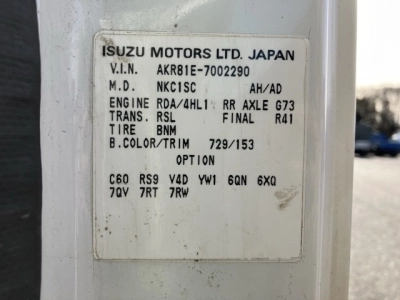 ISUZU MOTORS LTD. JAPAN
V.I.N. AKR81E-7002290
M.D. NKC1SC AH/AD
ENGINE RDA/4HL1 RR AXLE G73
TRANS. RSL FINAL R41
TIRE BNM
B.COLOR/TRIM 729/153
OPTION
C60 RS9 V4D YW1 6QN 6XQ
7QV 7RT 7RW